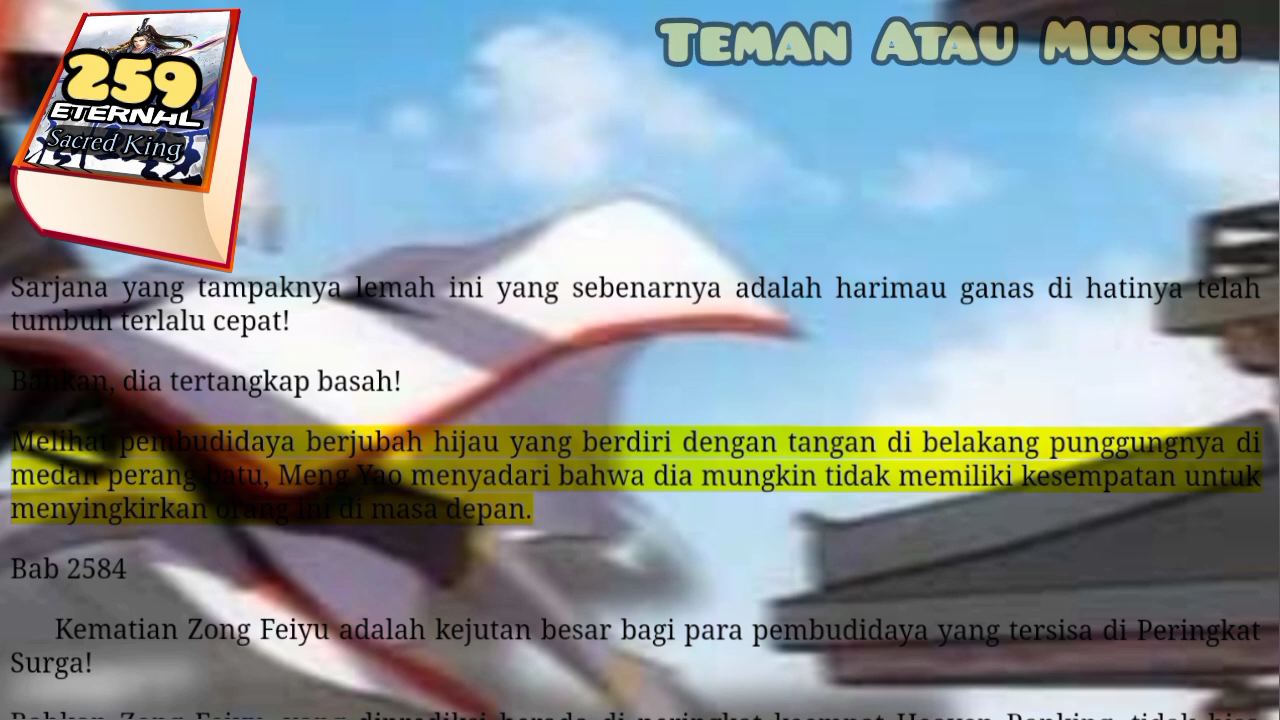 Teman Atau Musuh
259
ETERNAL
Sacred King
Sarjana yang tampaknya lemah ini yang sebenarnya adalah harimau ganas di hatinya telah
tumbuh terlalu cepat!
Bahkan, dia tertangkap basah!
Melihat pembudidaya berjubah hijau yang berdiri dengan tangan di belakang punggungnya di
medan perang batu, Meng Yao menyadari bahwa dia mungkin tidak memiliki kesempatan untuk
menyingkirkan orang ini di masa depan.
Bab 2584
Kematian Zong Feiyu adalah kejutan besar bagi para pembudidaya yang tersisa di Peringkat
Surga!